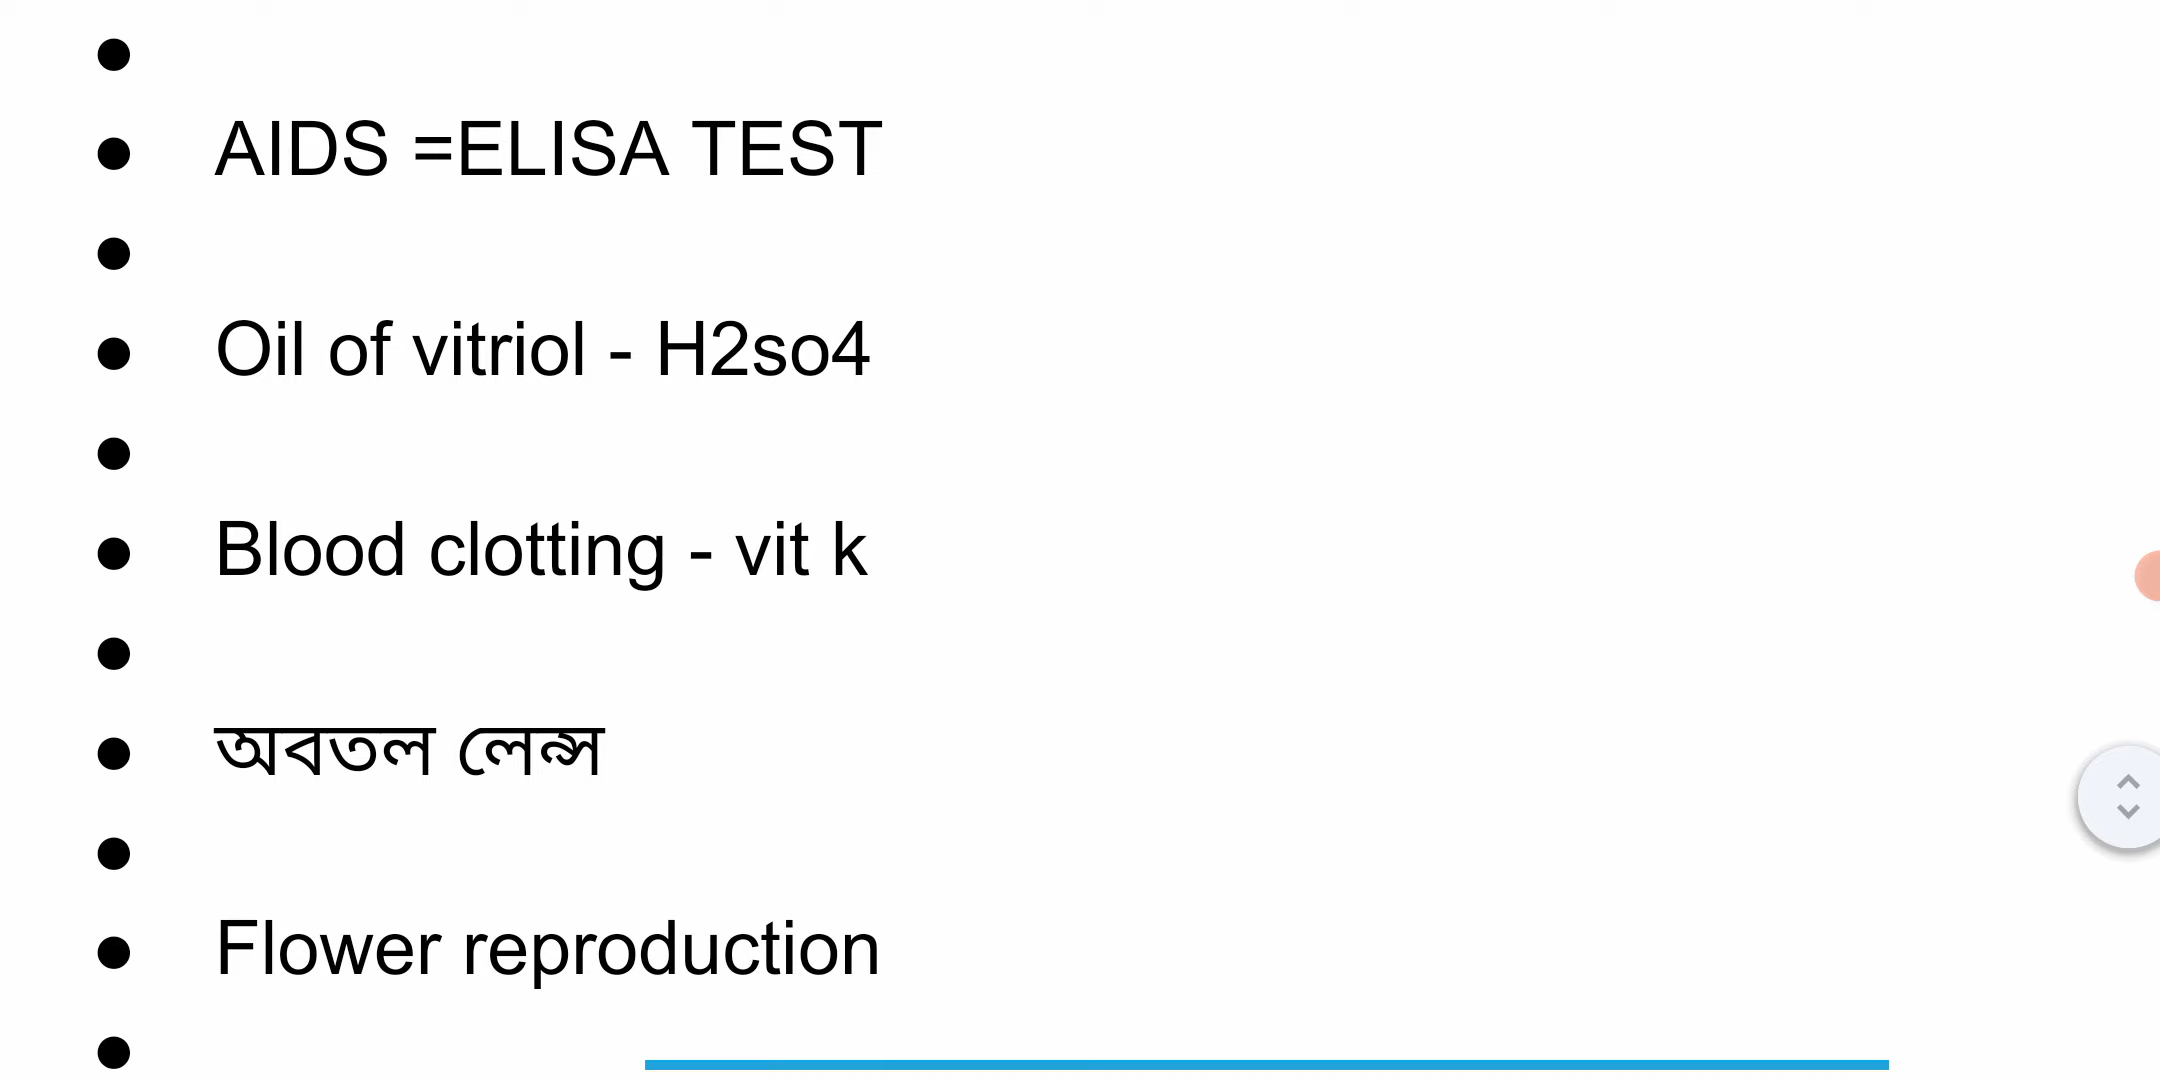 AIDS =ELISA TEST
Oil of vitriol - H2so4
Blood clotting - vit k
অবতল লেন্স
Flower reproduction